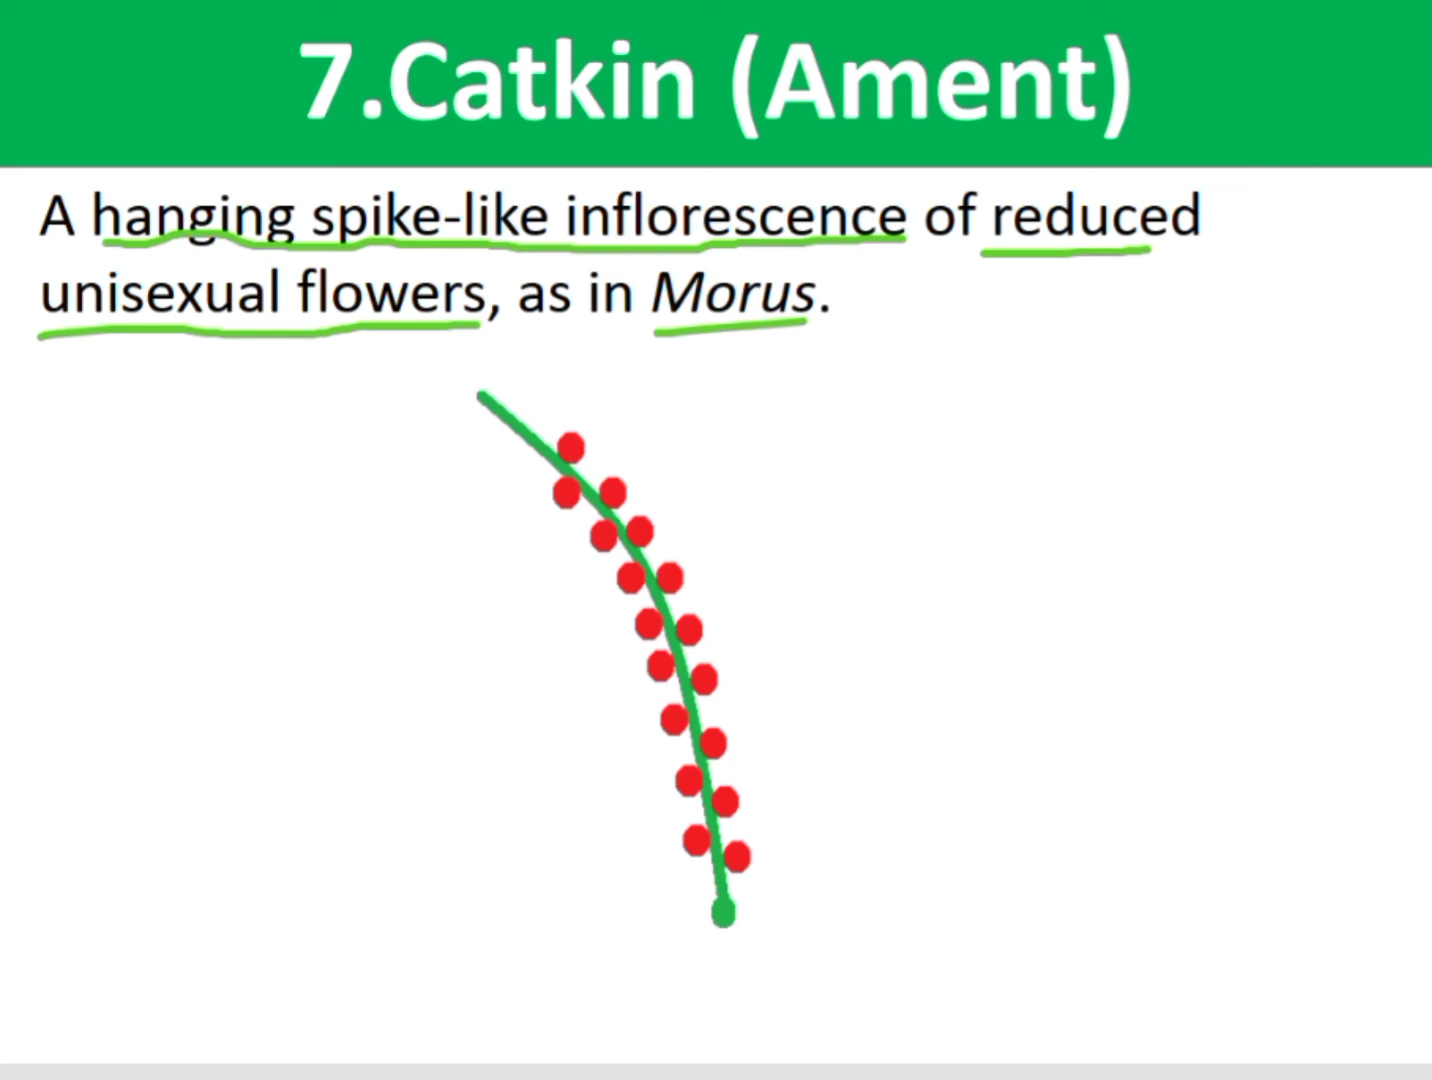 7.Catkin (Ament)
A hanging spike-like inflorescence of reduced
unisexual flowers, as in Morus.